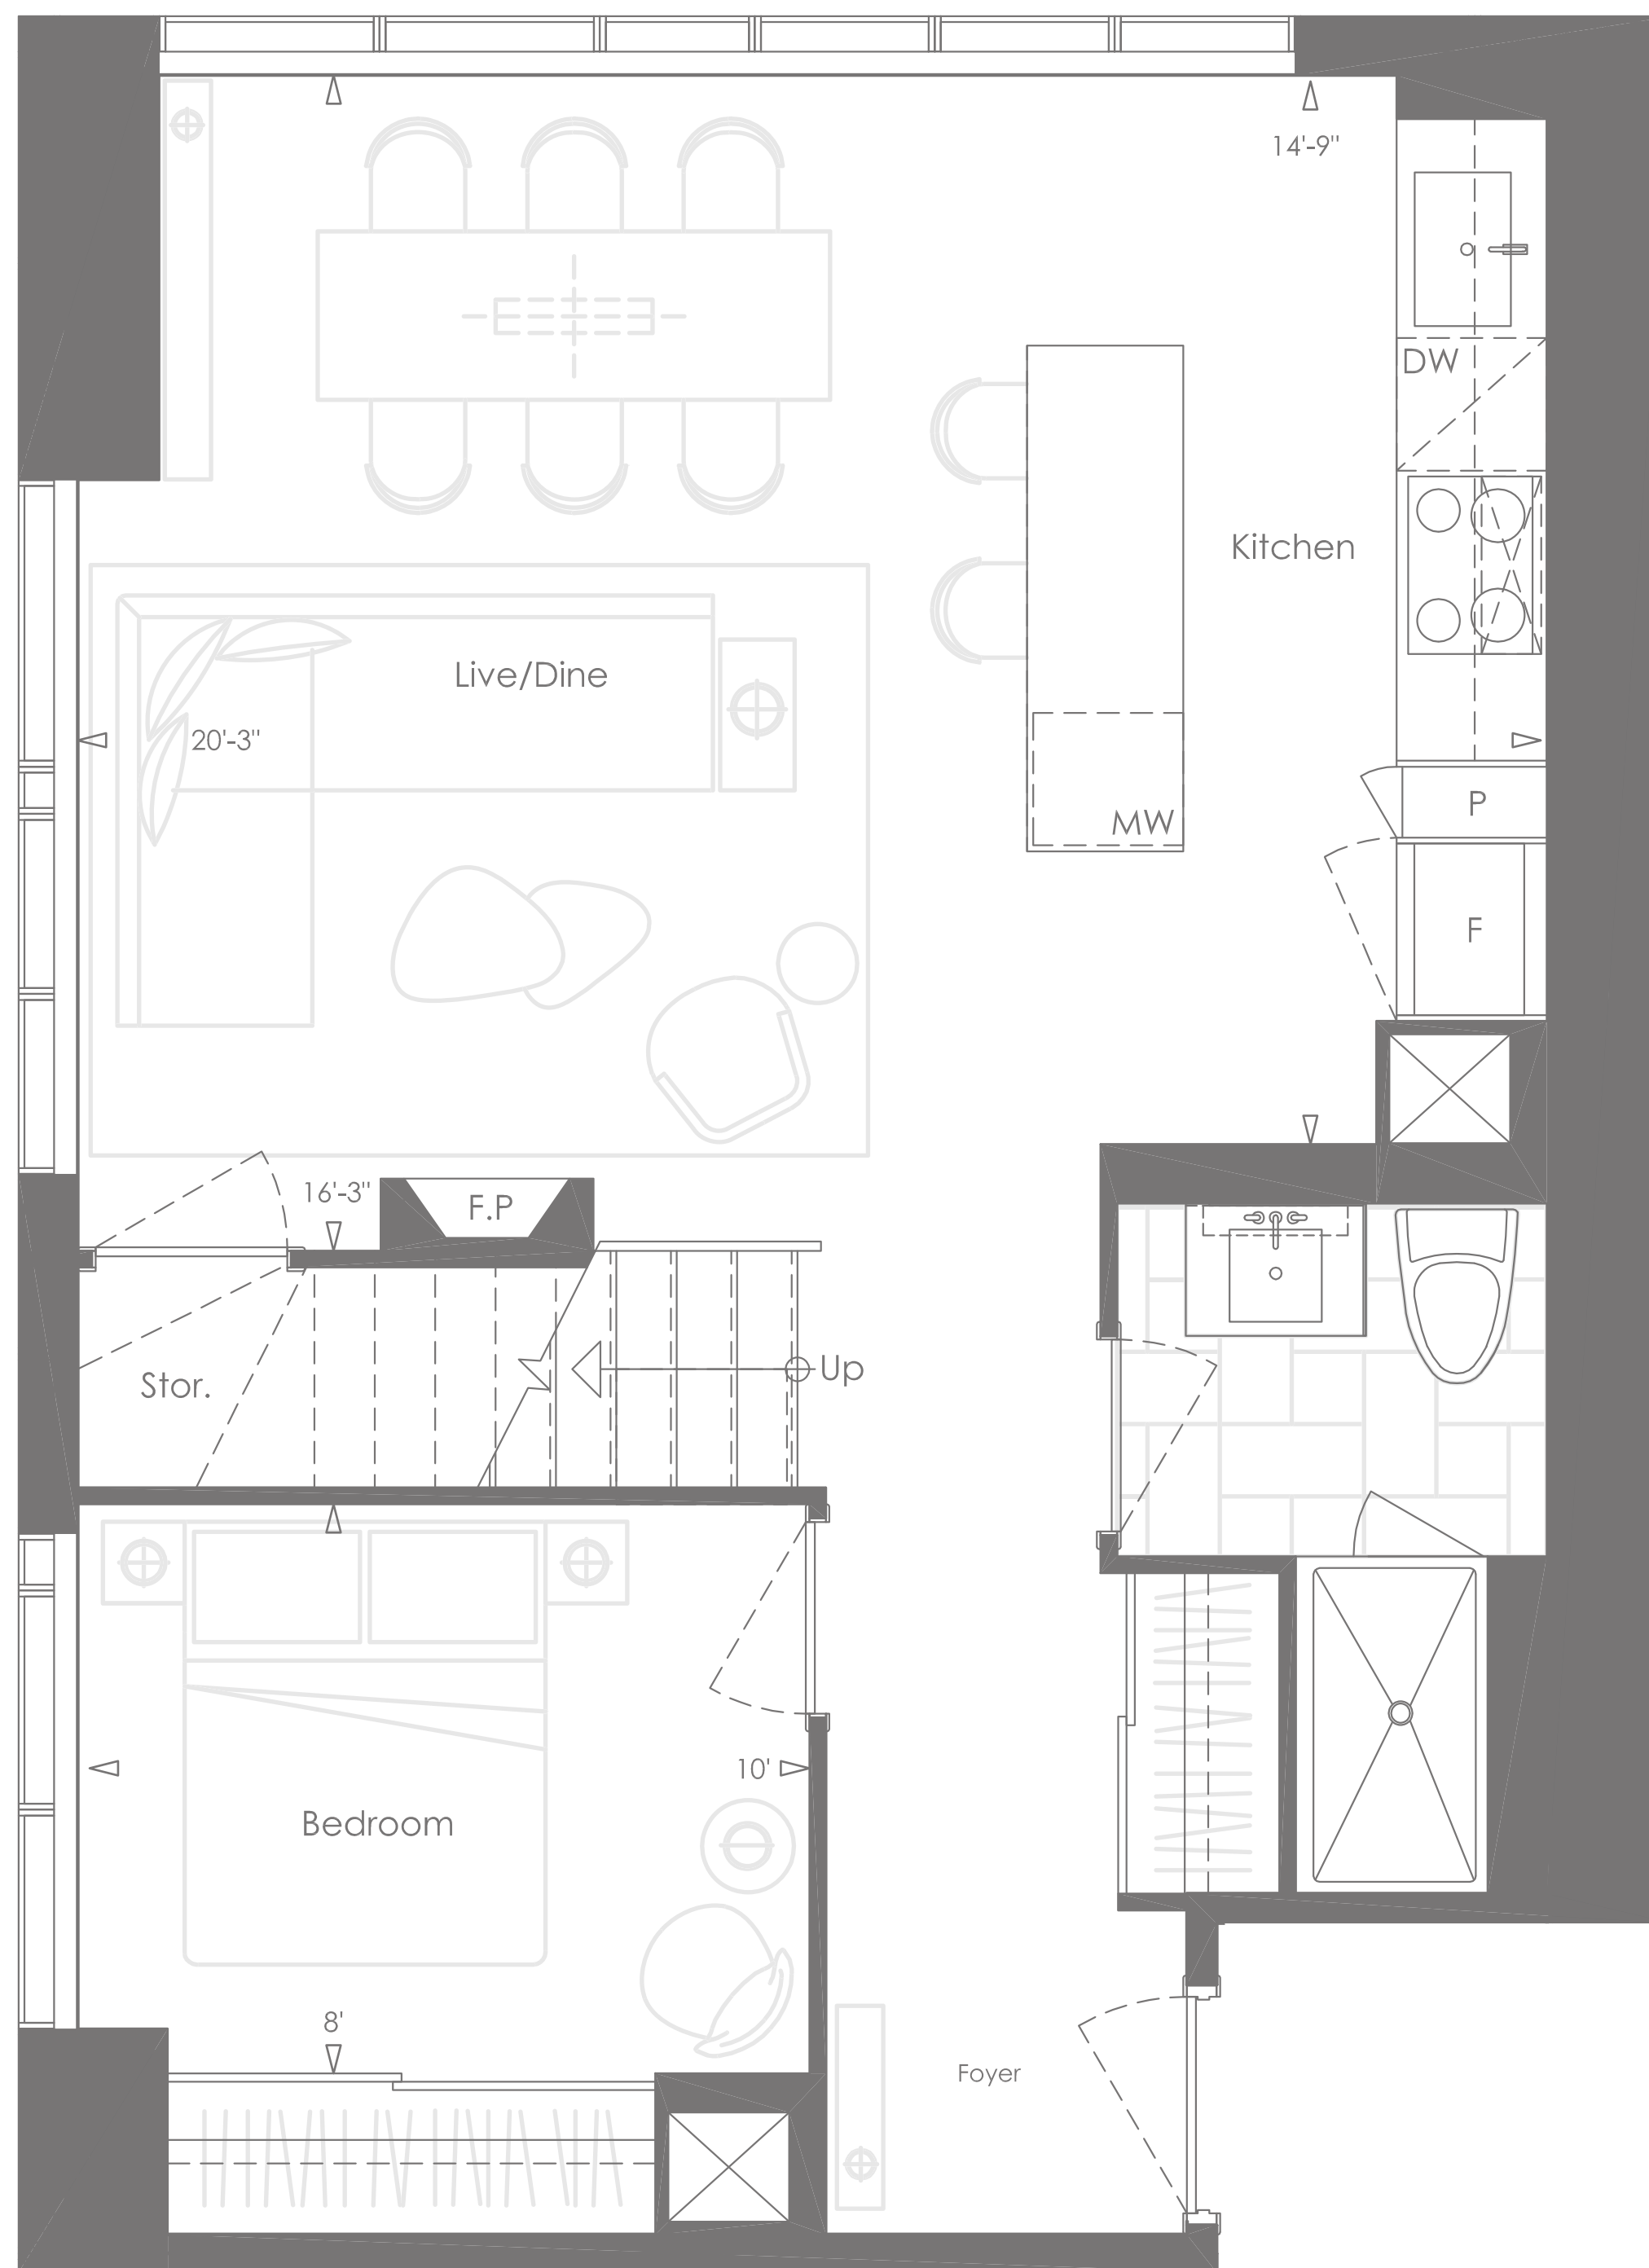 14'-9"
DW
Kitchen
Live/Dine
20'-3"
P
MW
F
16'-3"
F.P
Up
Stor.
10'
Bedroom
8'
Foyer